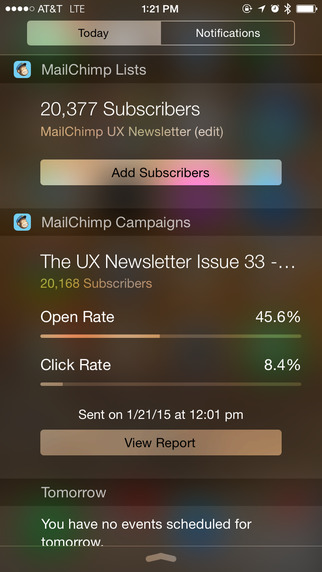 AT&T LTE 1:21 PM
Today Notifications
MailChimp Lists
20,377 Subscribers
MailChimp UX Newsletter (edit)
Add Subscribers
MailChimp Campaigns
The UX Newsletter Issue 33 -...
20,168 Subscribers
Open Rate 45.6%
Click Rate 8.4%
Sent on 1/21/15 at 12:01 pm
View Report
Tomorrow
You have no events scheduled for
tomorrow.